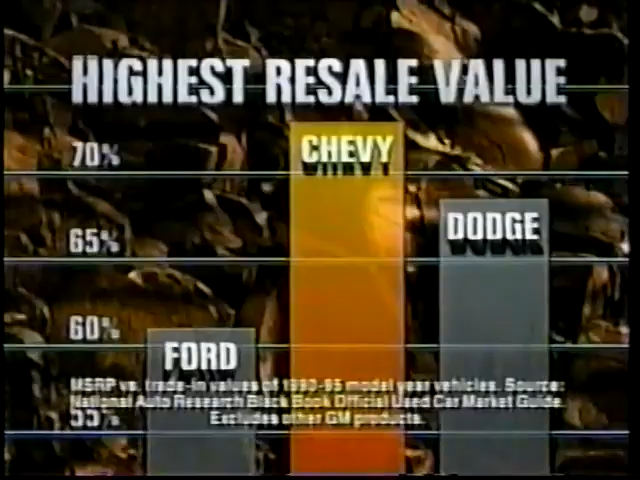 HIGHEST RESALE VALUE
CHEVY
70%
DODGE
65%
60%
FORD
MSRP vs. trade-in values of 1990-95 model year vehicles. Source:
National Auto Research Black Book Official Used Car Market Guide.
55%
Excludes other GM products.